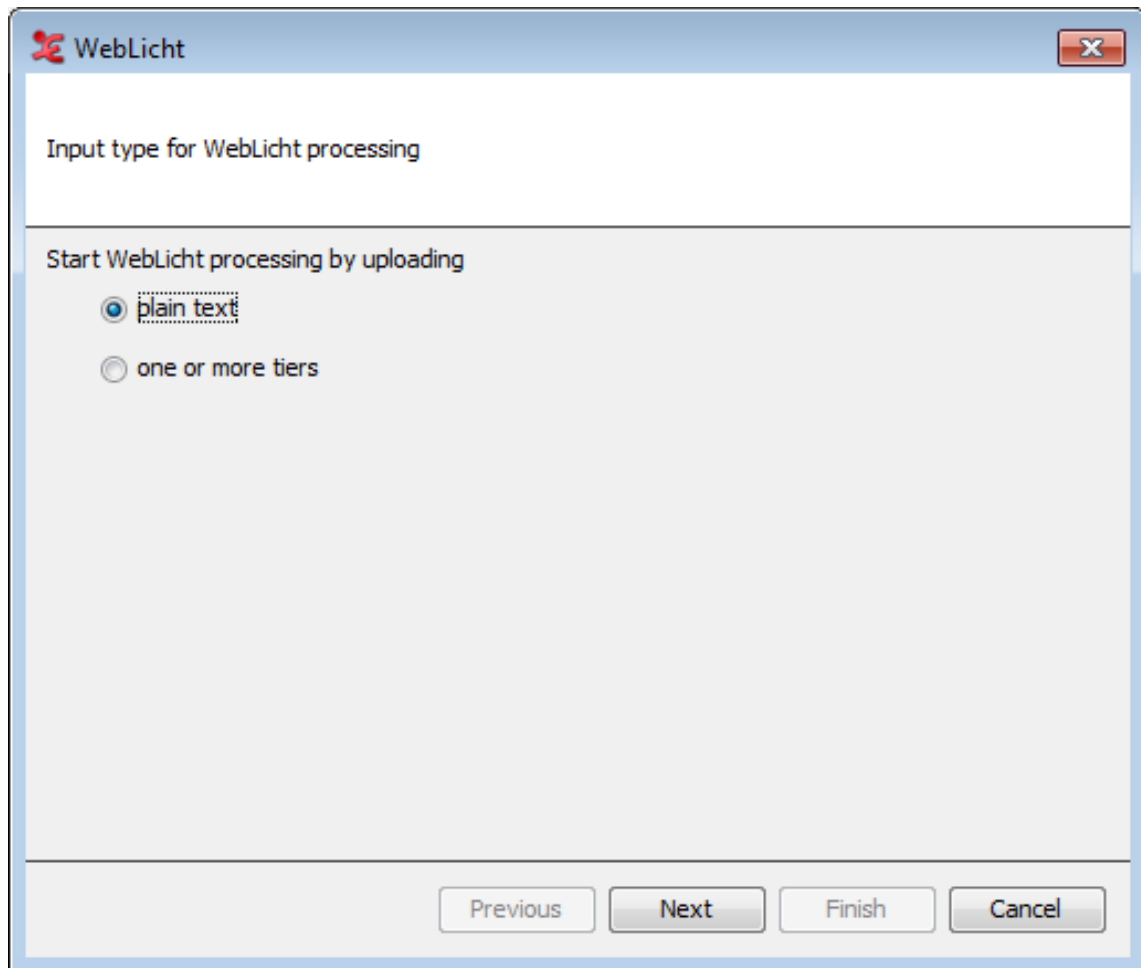 WebLicht
Input type for WebLicht processing
Start WebLicht processing by uploading
plain text
one or more tiers
Previous Next Finish Cancel